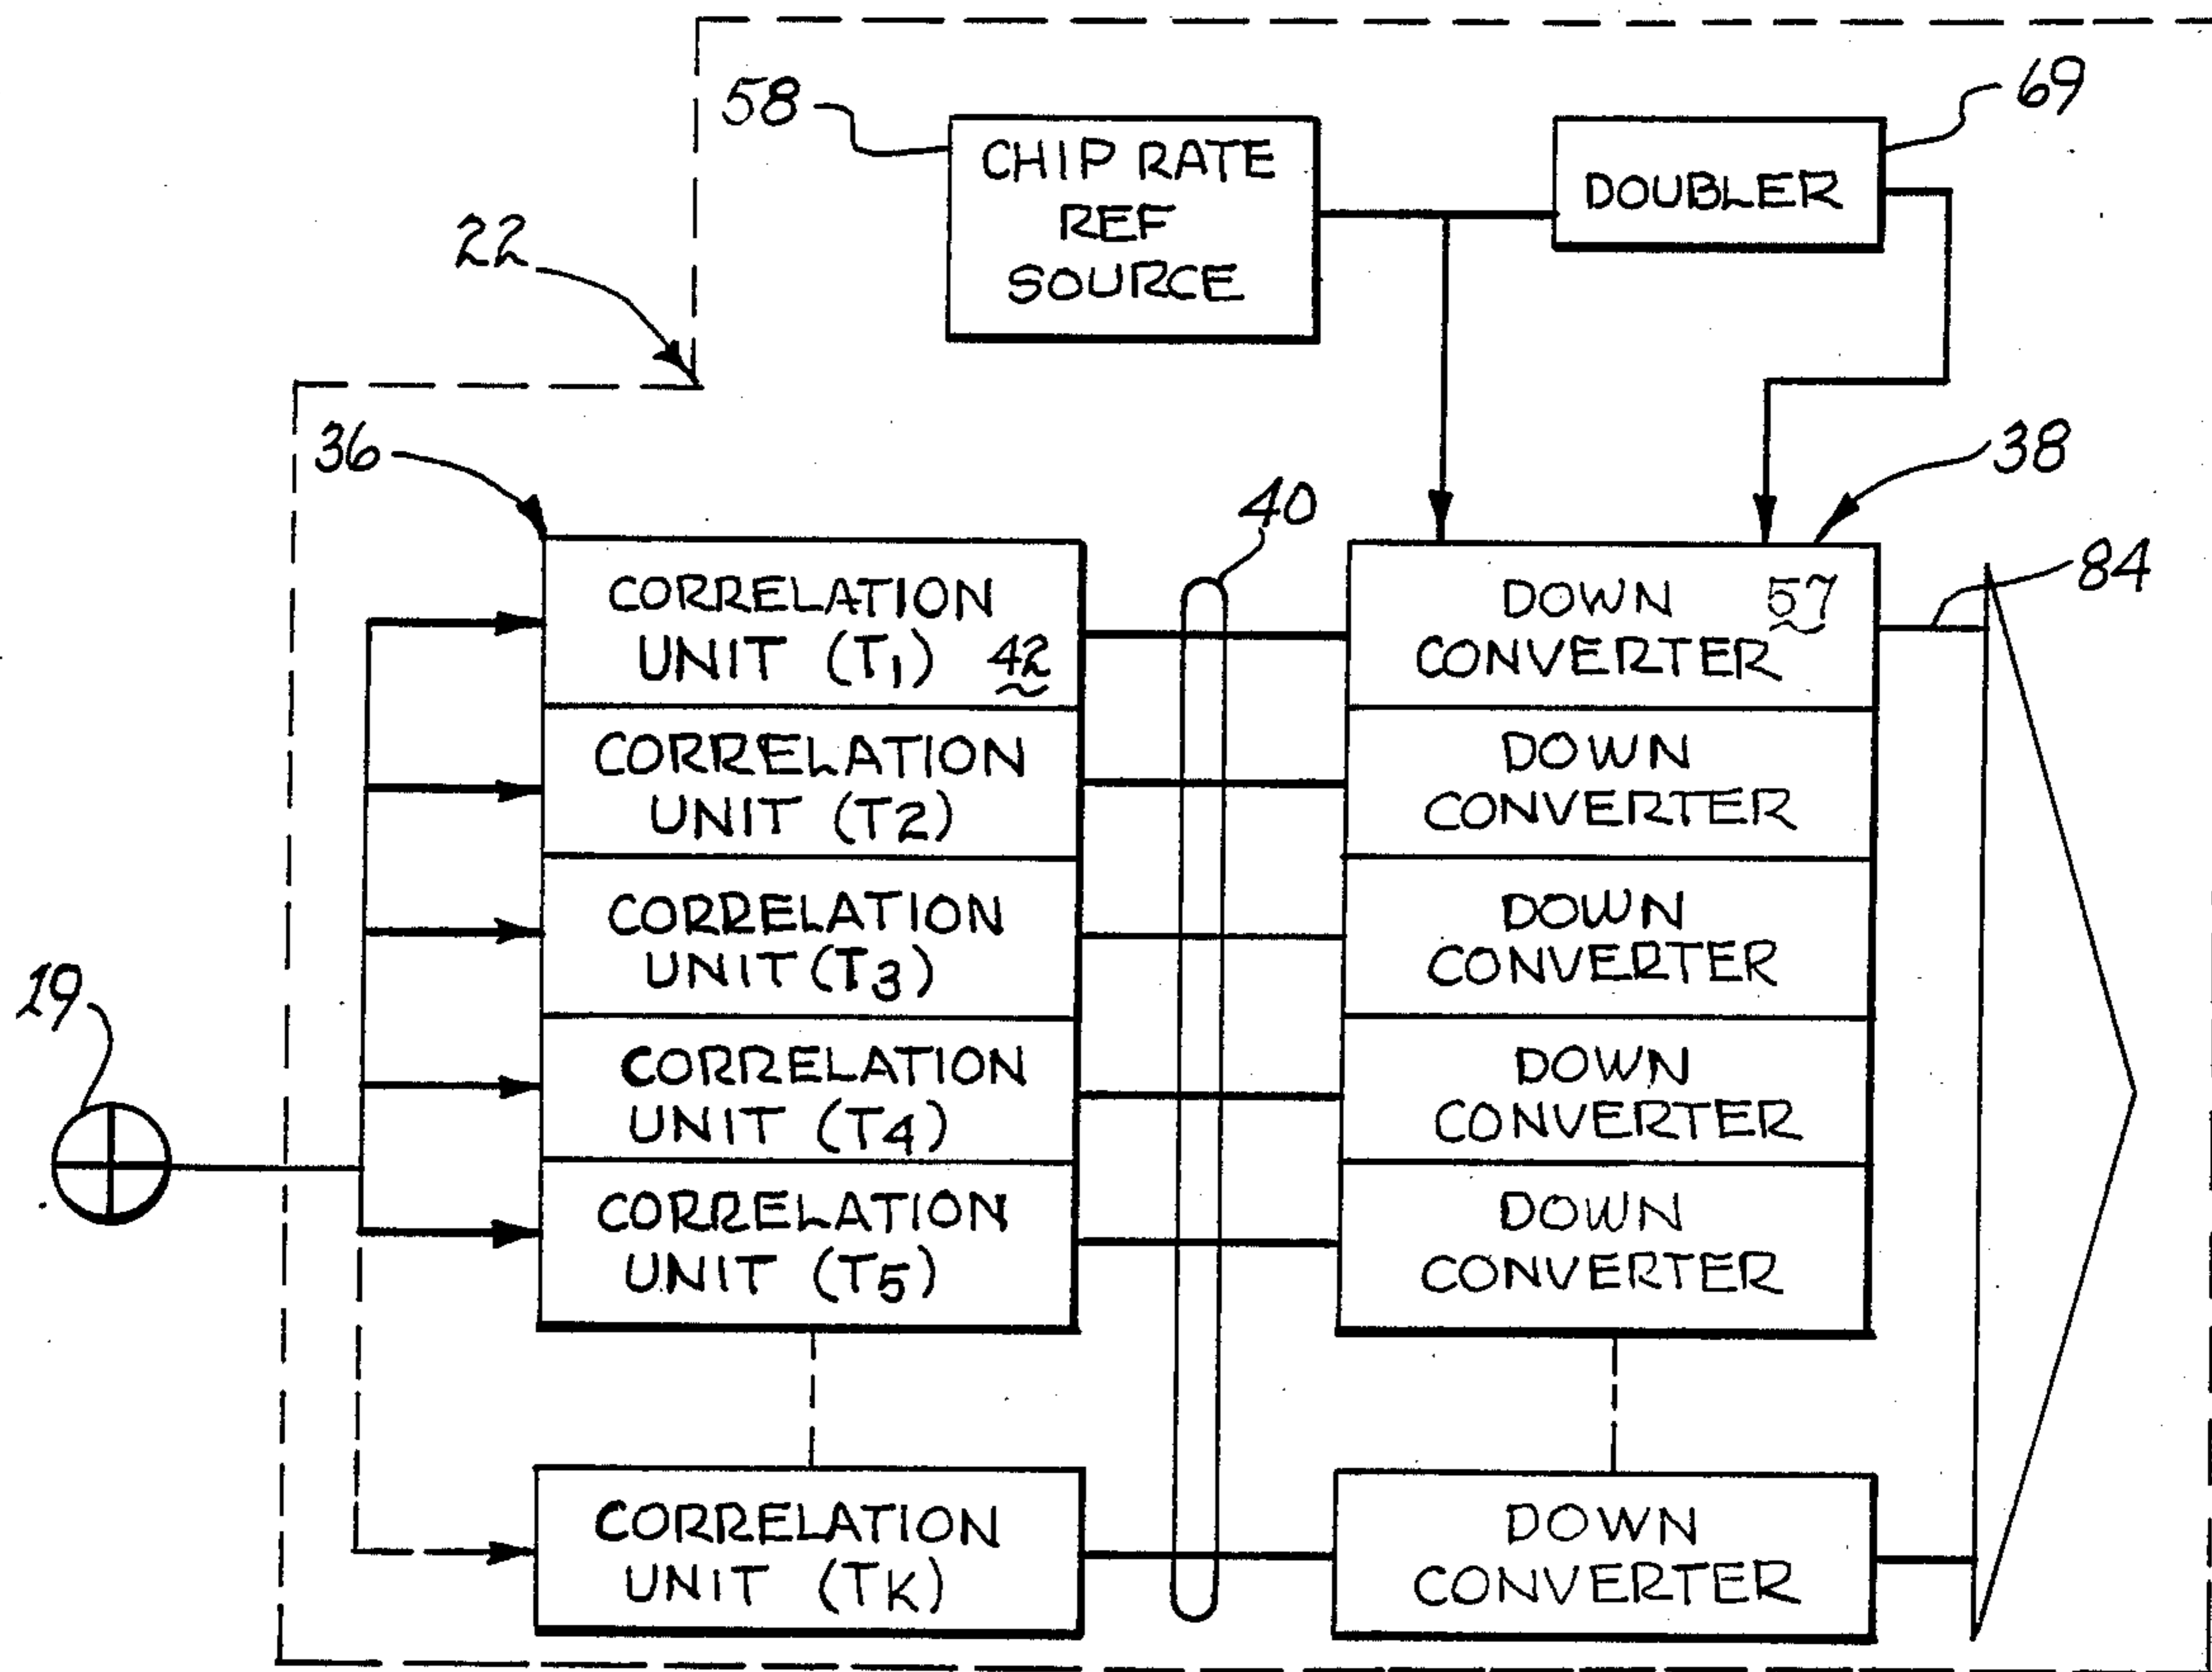 58
CHIP RATE
REF
SOURCE
DOUBLER
69
22
36
40
38
84
CORRELATION
UNIT (T1) 42
DOWN
CONVERTER 57
CORRELATION
UNIT (T2)
DOWN
CONVERTER
CORRELATION
UNIT (T3)
DOWN
CONVERTER
19
CORRELATION
UNIT (T4)
DOWN
CONVERTER
CORRELATION
UNIT (T5)
DOWN
CONVERTER
CORRELATION
UNIT (TK)
DOWN
CONVERTER